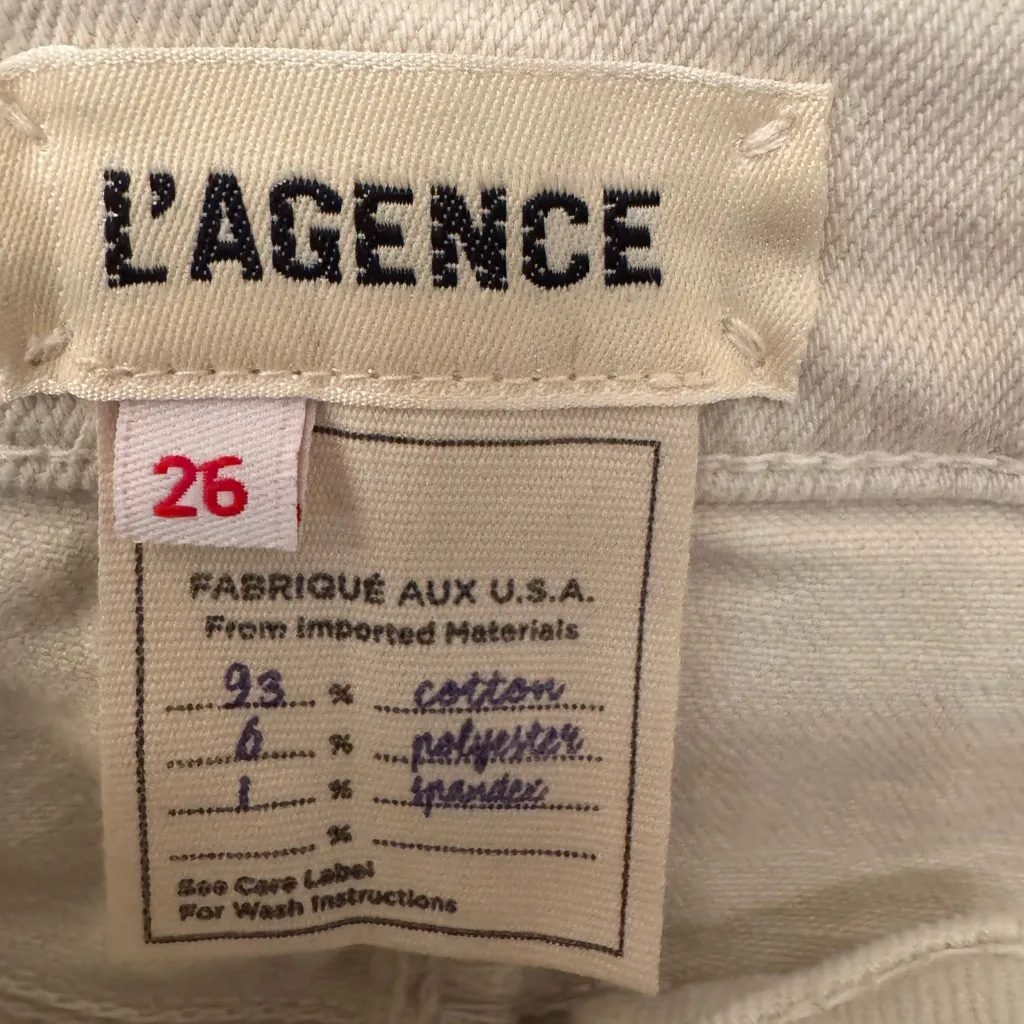 L'AGENCE
26
FABRIQUÉ AUX U.S.A.
From Imported Materials
93 % cotton
6 % polyester
1 % spandex
%
See Care Label
For Wash Instructions